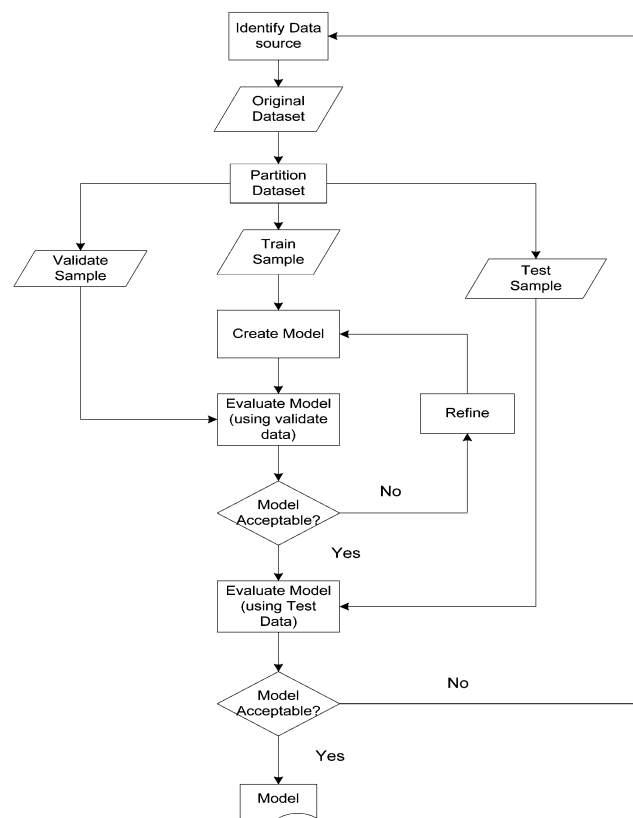 Identify Data
source
Original
Dataset
Partition
Dataset
Validate
Sample
Train
Sample
Test
Sample
Create Model
Evaluate Model
(using validate
data)
Refine
Model
Acceptable?
No
Yes
Evaluate Model
(using Test
Data)
Model
Acceptable?
No
Yes
Model